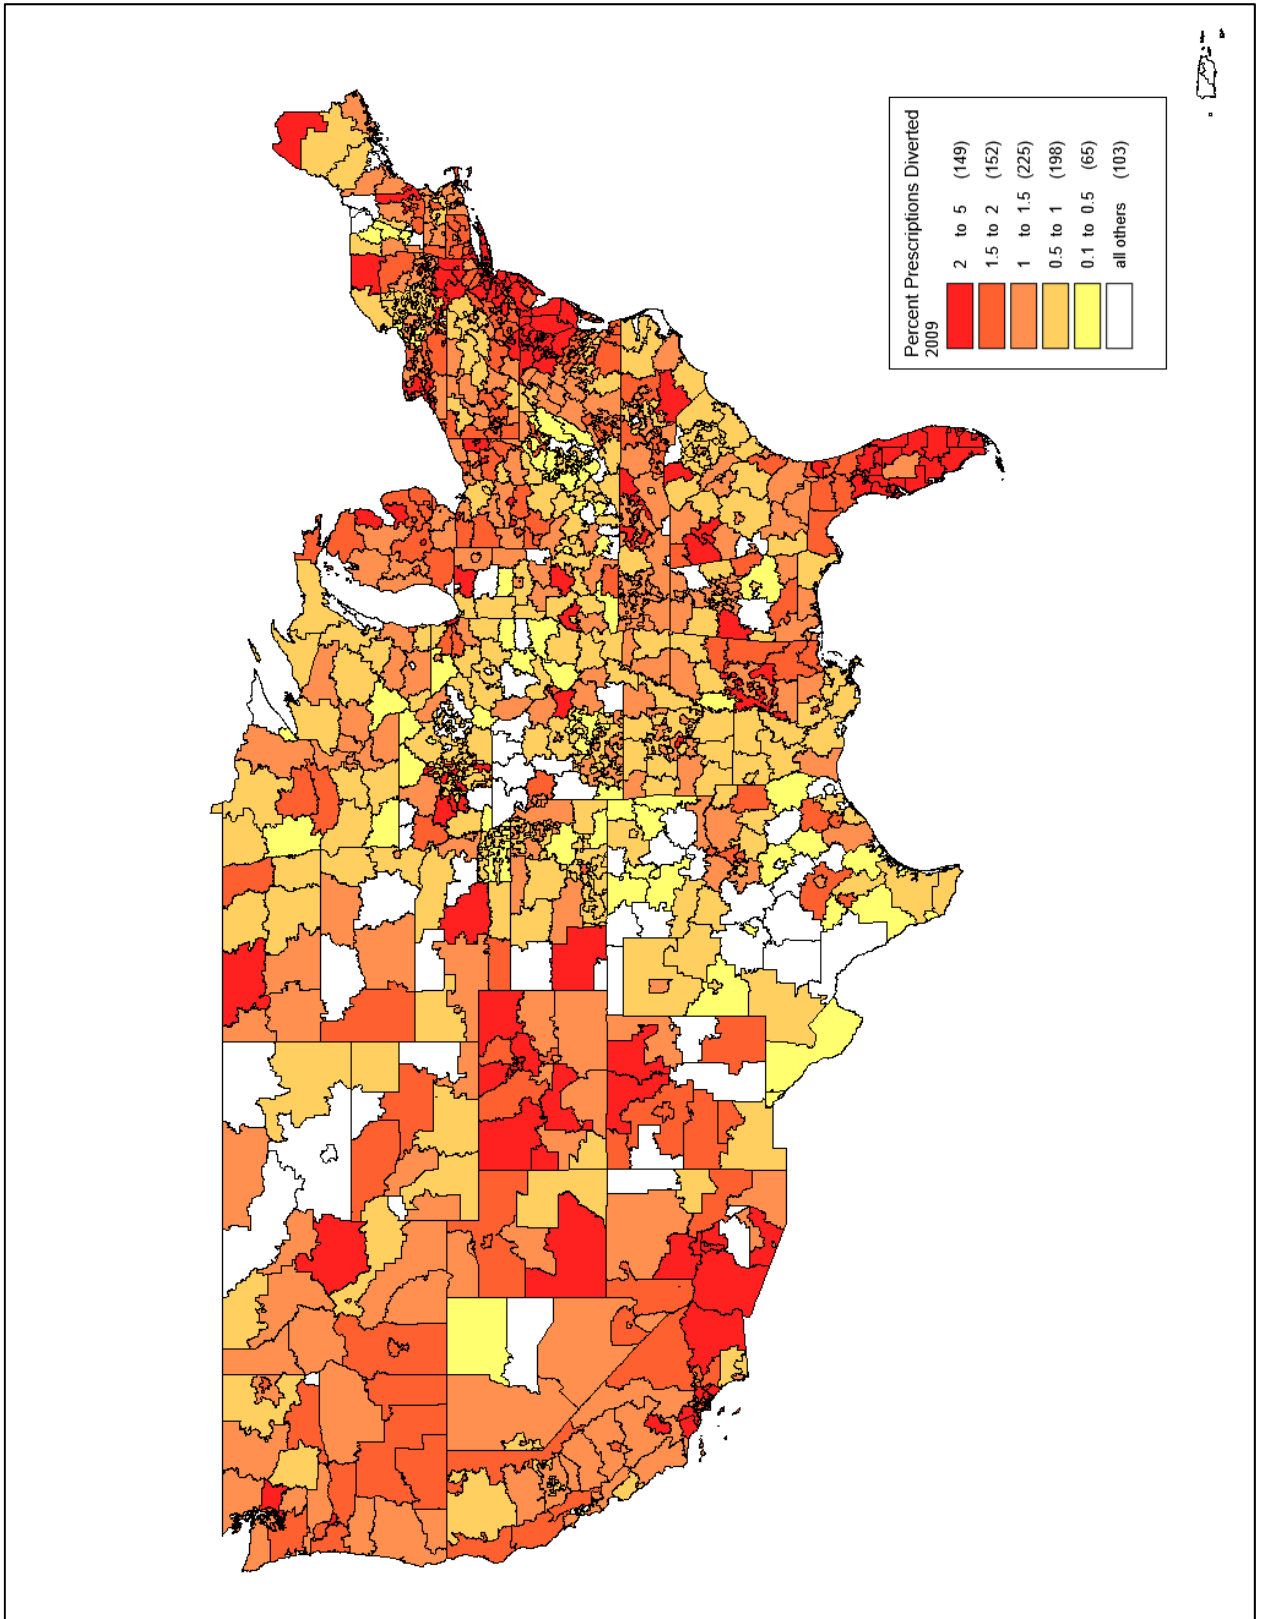 Percent Prescriptions Diverted
2009
2 to 5 (149)
1.5 to 2 (152)
1 to 1.5 (225)
0.5 to 1 (198)
0.1 to 0.5 (65)
all others (103)